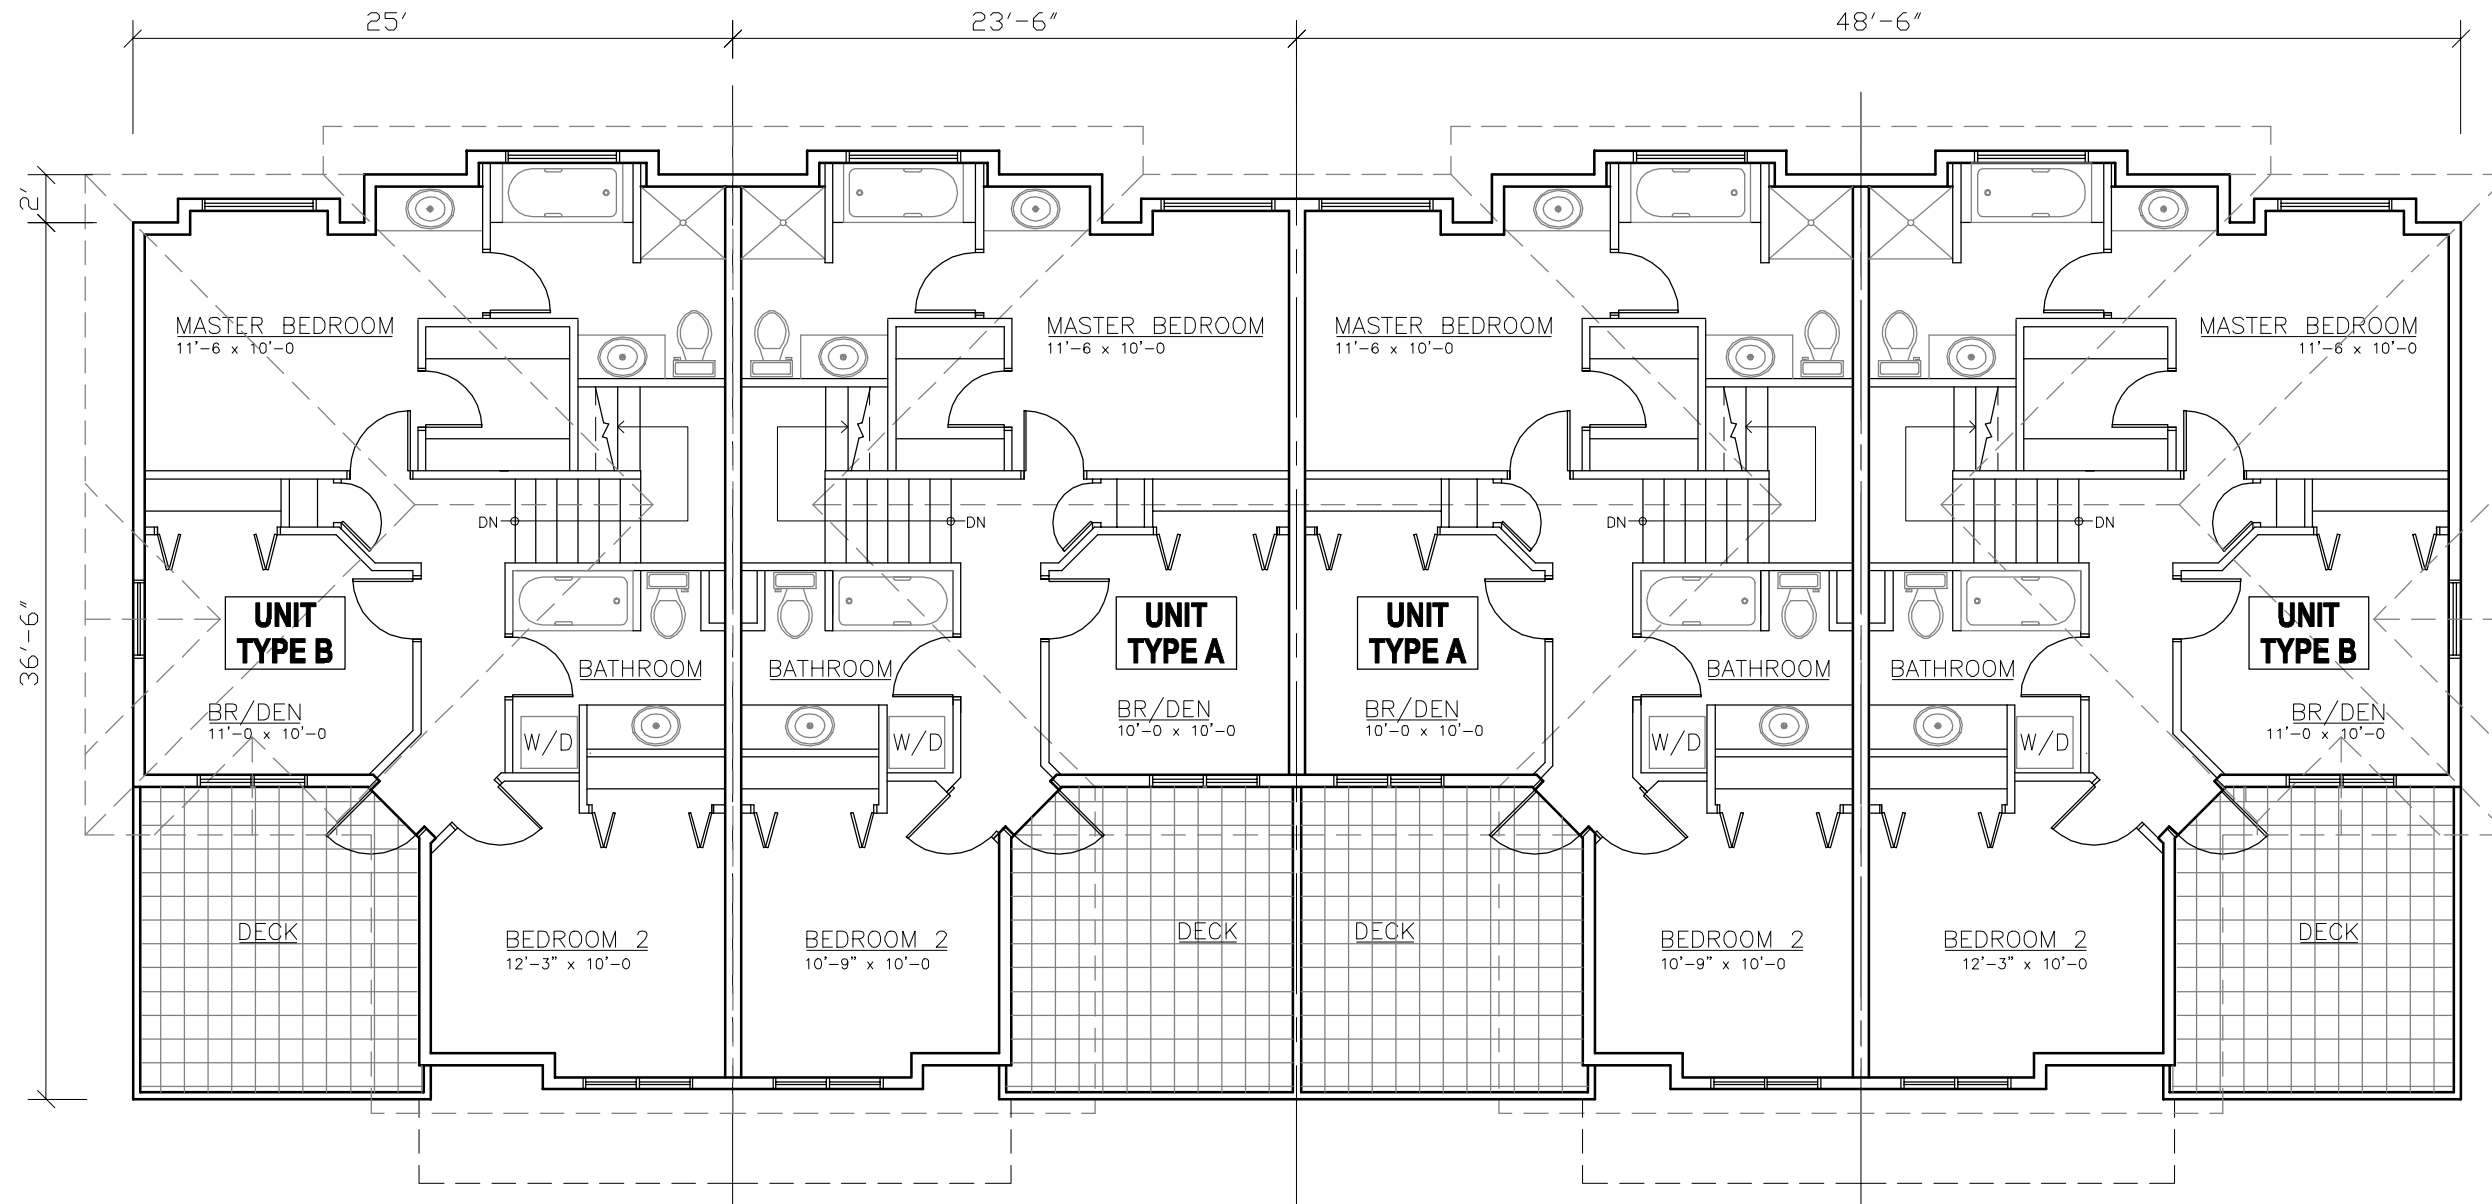 25'
23'-6"
48'-6"
2'
36'-6"
MASTER BEDROOM
11'-6 x 10'-0
MASTER BEDROOM
11'-6 x 10'-0
MASTER BEDROOM
11'-6 x 10'-0
MASTER BEDROOM
11'-6 x 10'-0
DN
DN
DN
DN
UNIT
TYPE B
UNIT
TYPE A
UNIT
TYPE A
UNIT
TYPE B
BATHROOM
BATHROOM
BATHROOM
BATHROOM
BR/DEN
11'-0 x 10'-0
BR/DEN
10'-0 x 10'-0
BR/DEN
10'-0 x 10'-0
BR/DEN
11'-0 x 10'-0
W/D
W/D
W/D
W/D
DECK
DECK
DECK
DECK
BEDROOM 2
12'-3" x 10'-0
BEDROOM 2
10'-9" x 10'-0
BEDROOM 2
10'-9" x 10'-0
BEDROOM 2
12'-3" x 10'-0